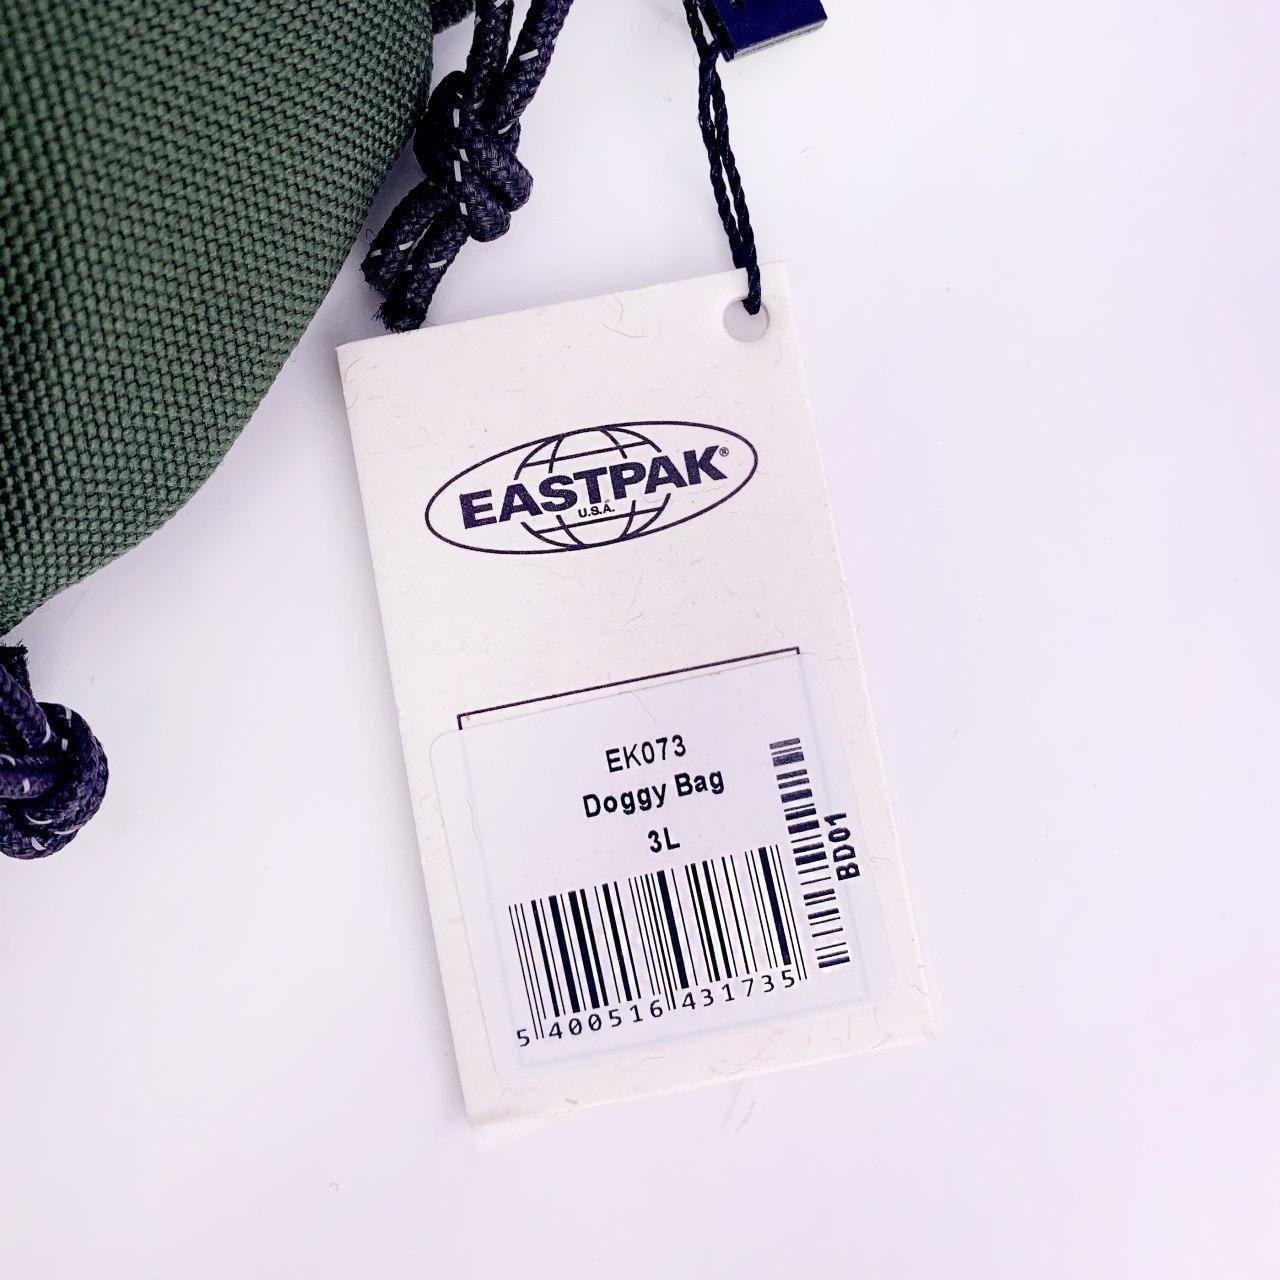 EASTPAK®
U.S.A.
EK073
Doggy Bag
3L
BD01
5 400516 431735